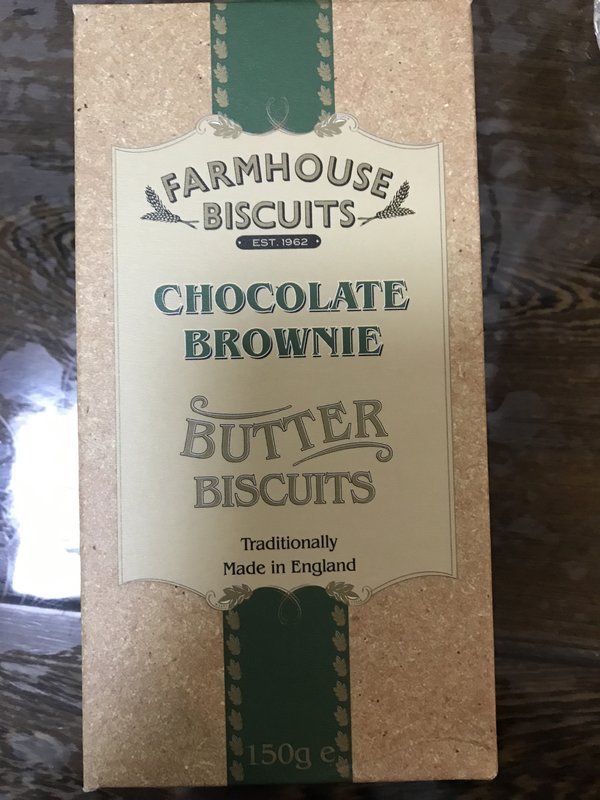 FARMHOUSE
BISCUITS
EST. 1962
CHOCOLATE
BROWNIE
BUTTER
BISCUITS
Traditionally
Made in England
150g e